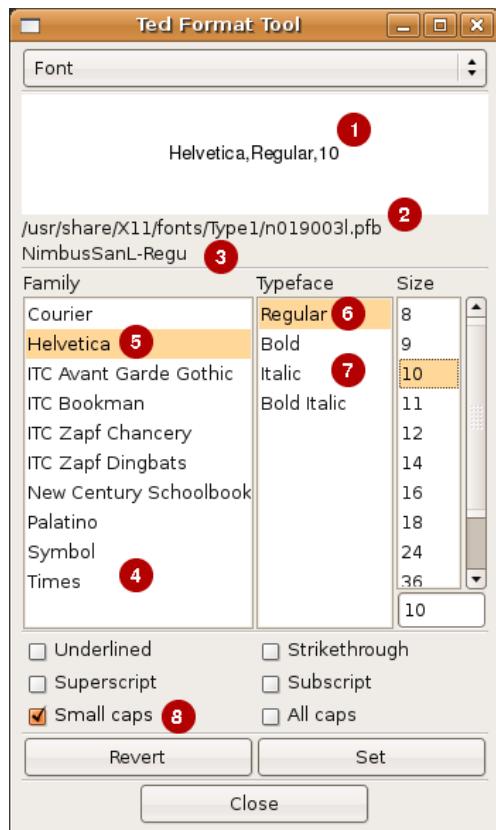 Ted Format Tool
Font
Helvetica,Regular,10
1
/usr/share/X11/fonts/Type1/n019003l.pfb
2
NimbusSanL-Regu
3
Family Typeface Size
Courier Regular 6 8
Helvetica 5 Bold 9
ITC Avant Garde Gothic Italic 7 10
ITC Bookman Bold Italic 11
ITC Zapf Chancery 12
ITC Zapf Dingbats 14
New Century Schoolbook 16
Palatino 18
Symbol 24
Times 4 36
10
Underlined Strikethrough
Superscript Subscript
Small caps 8 All caps
Revert Set
Close